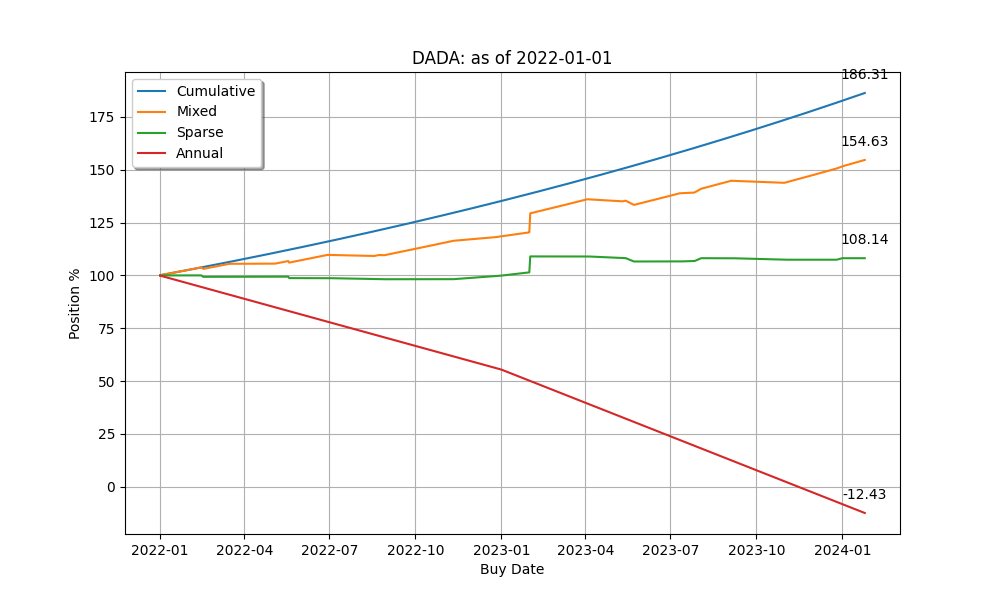 DADA: as of 2022-01-01
186.31
Cumulative
Mixed
Sparse
Annual
154.63
108.14
-12.43
175
150
125
100
75
50
25
0
Position %
2022-01 2022-04 2022-07 2022-10 2023-01 2023-04 2023-07 2023-10 2024-01
Buy Date